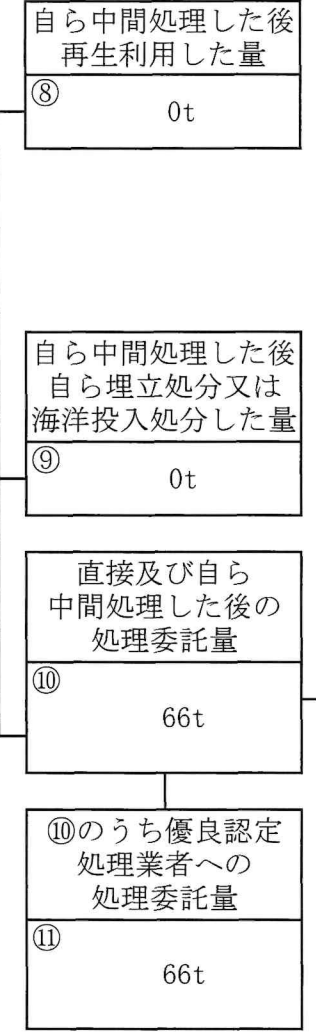 自ら中間処理した後
再生利用した量
⑧
0t
自ら中間処理した後
自ら埋立処分又は
海洋投入処分した量
⑨
0t
直接及び自ら
中間処理した後の
処理委託量
⑩
66t
⑩のうち優良認定
処理業者への
処理委託量
⑪
66t